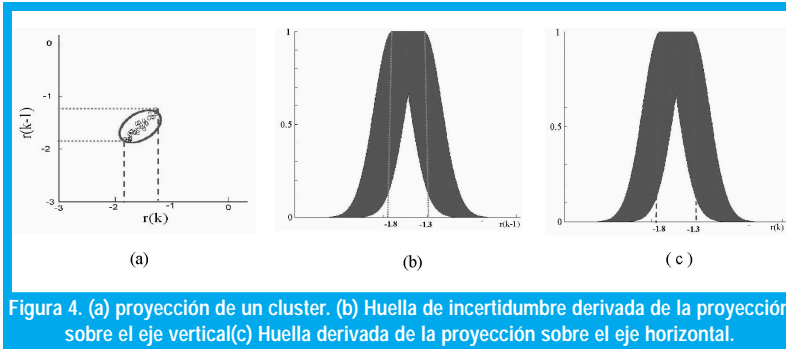 o
-1
r(k-1)
-2
-3
-3 -2 -1 0
r(k)
(a)
1
0.5
0
-1.8 -1.3 r(k-1)
(b)
1
0.5
0
-1.8 -1.3 r(k)
( c )
Figura 4. (a) proyección de un cluster. (b) Huella de incertidumbre derivada de la proyección
sobre el eje vertical(c) Huella derivada de la proyección sobre el eje horizontal.